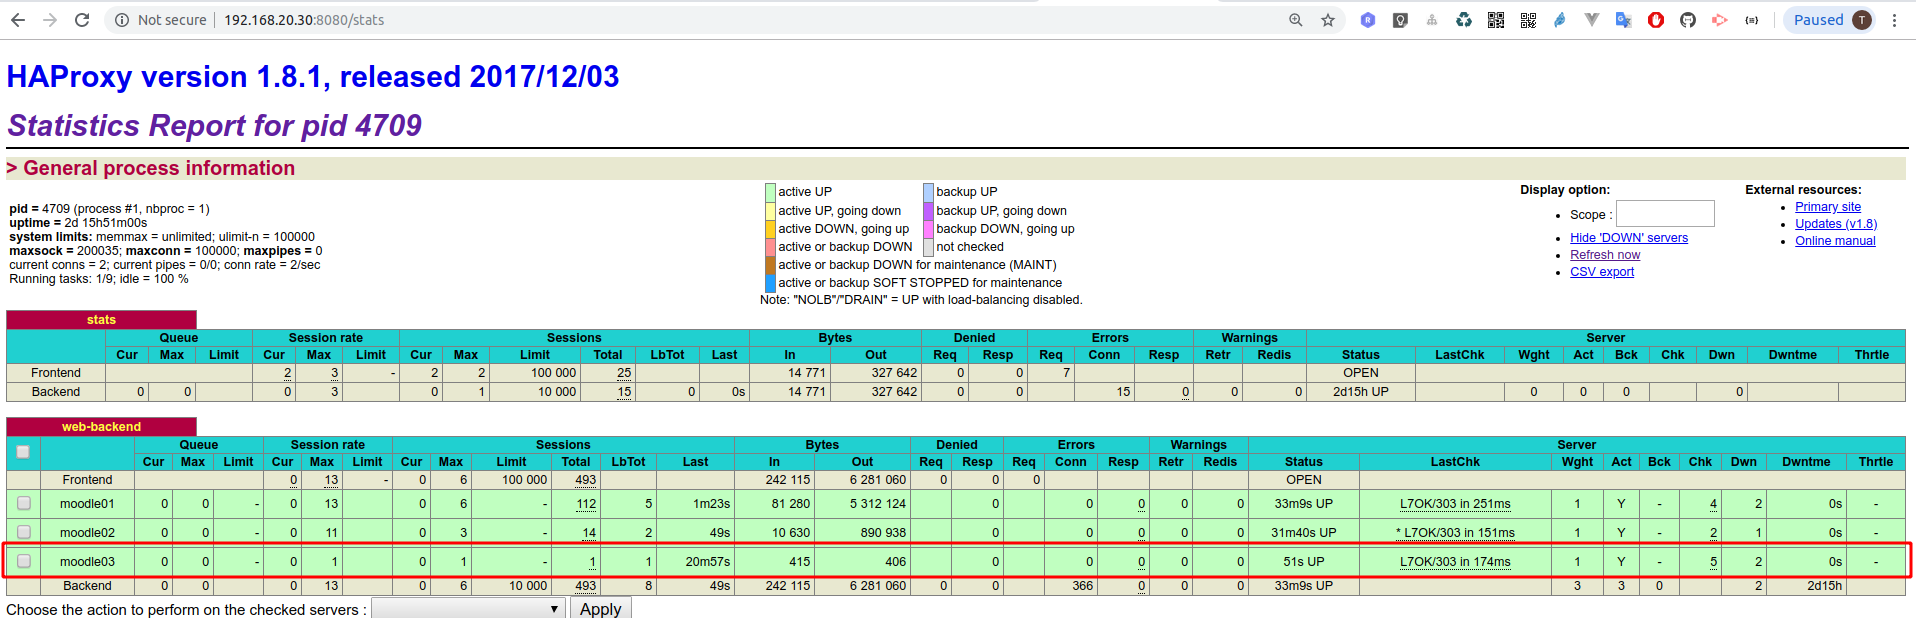 Not secure | 192.168.20.30:8080/stats Paused T
HAProxy version 1.8.1, released 2017/12/03
Statistics Report for pid 4709
> General process information
pid = 4709 (process #1, nbproc = 1)
uptime = 2d 15h51m00s
system limits: memmax = unlimited; ulimit-n = 100000
maxsock = 200035; maxconn = 100000; maxpipes = 0
current conns = 2; current pipes = 0/0; conn rate = 2/sec
Running tasks: 1/9; idle = 100 %
active UP backup UP
active UP, going down backup UP, going down
active DOWN, going up backup DOWN, going up
active or backup DOWN not checked
active or backup DOWN for maintenance (MAINT)
active or backup SOFT STOPPED for maintenance
Note: "NOLB"/"DRAIN" = UP with load-balancing disabled.
Display option:
• Scope :
• Hide 'DOWN' servers
• Refresh now
• CSV export
External resources:
• Primary site
• Updates (v1.8)
• Online manual
stats
Queue Session rate Sessions Bytes Denied Errors Warnings Server
Cur Max Limit Cur Max Limit Cur Max Limit Total LbTot Last In Out Req Resp Req Conn Resp Retr Redis Status LastChk Wght Act Bck Chk Dwn Dwntme Thrtle
Frontend 2 3 - 2 2 100 000 25 14 771 327 642 0 0 7 OPEN
Backend 0 0 0 3 0 1 10 000 15 0 0s 14 771 327 642 0 0 15 0 0 0 2d15h UP 0 0 0 0
web-backend
Queue Session rate Sessions Bytes Denied Errors Warnings Server
Cur Max Limit Cur Max Limit Cur Max Limit Total LbTot Last In Out Req Resp Req Conn Resp Retr Redis Status LastChk Wght Act Bck Chk Dwn Dwntme Thrtle
Frontend 0 13 - 0 6 100 000 493 242 115 6 281 060 0 0 0 OPEN
moodle01 0 0 - 0 13 0 6 - 112 5 1m23s 81 280 5 312 124 0 0 0 0 0 33m9s UP L7OK/303 in 251ms 1 Y - 4 2 0s -
moodle02 0 0 - 0 11 0 3 - 14 2 49s 10 630 890 938 0 0 0 0 0 31m40s UP * L7OK/303 in 151ms 1 Y - 2 1 0s -
moodle03 0 0 - 0 1 0 1 - 1 1 20m57s 415 406 0 0 0 0 0 51s UP L7OK/303 in 174ms 1 Y - 5 2 0s -
Backend 0 0 0 13 0 6 10 000 493 8 49s 242 115 6 281 060 0 0 366 0 0 0 33m9s UP 3 3 0 2 2d15h
Choose the action to perform on the checked servers : Apply